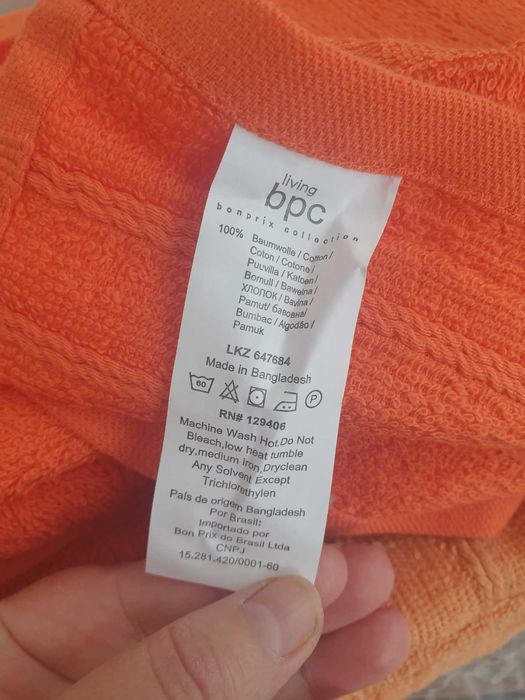 living
bpc
bonprix collection
100% Baumwolle / Cotton /
Coton / Cotone /
Puuvilla / Katoen /
Bomull / Bawełna /
ХЛОПОК / Bavlna /
Pamut/ бавовна/
Bumbac / Algodão /
Pamuk
LKZ 647684
Made in Bangladesh
60 P
RN# 129406
Machine Wash Hot,Do Not
Bleach,low heat tumble
dry,medium iron,Dryclean
Any Solvent Except
Trichlorethylen
País de origem Bangladesh
Por Brasil:
Importado por
Bon Prix do Brasil Ltda
CNPJ
15.281.420/0001-60